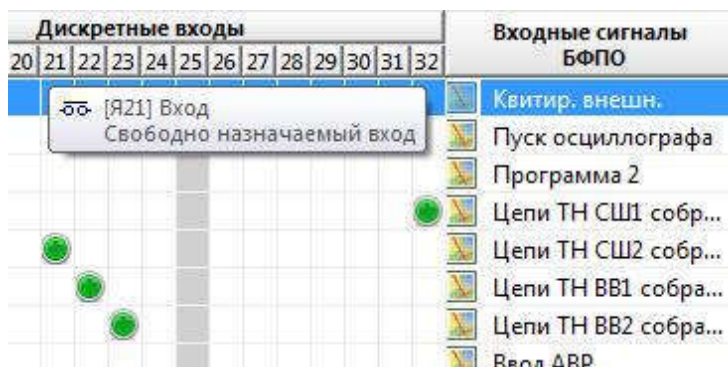 Дискретные входы
Входные сигналы
БФПО
20 21 22 23 24 25 26 27 28 29 30 31 32
Квитир. внешн.
[Я21] Вход
Свободно назначаемый вход
Пуск осциллографа
Программа 2
Цепи ТН СШ1 собр...
Цепи ТН СШ2 собр...
Цепи ТН ВВ1 собра...
Цепи ТН ВВ2 собра...
Ввод АВР